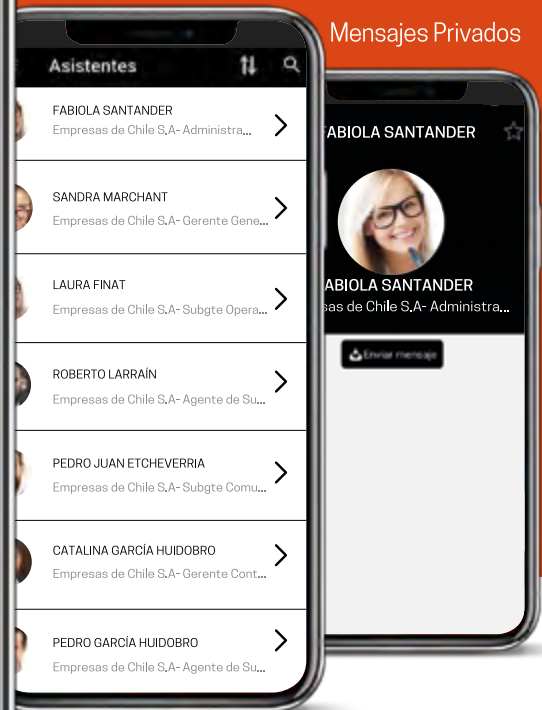 Mensajes Privados
Asistentes
FABIOLA SANTANDER
Empresas de Chile S.A- Administra...
SANDRA MARCHANT
Empresas de Chile S.A- Gerente Gene...
LAURA FINAT
Empresas de Chile S.A- Subgte Opera...
ROBERTO LARRAÍN
Empresas de Chile S.A- Agente de Su...
PEDRO JUAN ETCHEVERRIA
Empresas de Chile S.A- Subgte Comu...
CATALINA GARCÍA HUIDOBRO
Empresas de Chile S.A- Gerente Cont...
PEDRO GARCÍA HUIDOBRO
Empresas de Chile S.A- Agente de Su...
ABIOLA SANTANDER
ABIOLA SANTANDER
sas de Chile S.A- Administra...
Enviar mensaje